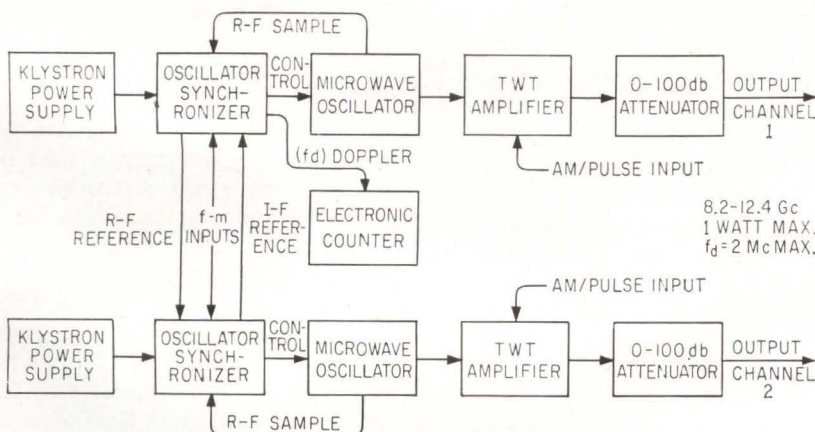 R-F SAMPLE
KLYSTRON
POWER
SUPPLY
OSCILLATOR
SYNCH-
RONIZER
CON-
TROL
MICROWAVE
OSCILLATOR
TWT
AMPLIFIER
0-100db
ATTENUATOR
OUTPUT
CHANNEL
1
(fd) DOPPLER
AM/PULSE INPUT
ELECTRONIC
COUNTER
R-F
REFERENCE
f-m
INPUTS
I-F
REFER-
ENCE
8.2-12.4 Gc
1 WATT MAX.
fd=2 Mc MAX.
AM/PULSE INPUT
KLYSTRON
POWER
SUPPLY
OSCILLATOR
SYNCH-
RONIZER
CON-
TROL
MICROWAVE
OSCILLATOR
TWT
AMPLIFIER
0-100 db
ATTENUATOR
OUTPUT
CHANNEL
2
R-F SAMPLE